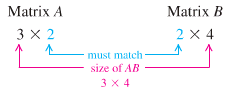 Matrix A Matrix B
3 × 2 2 × 4
must match
size of AB
3 × 4